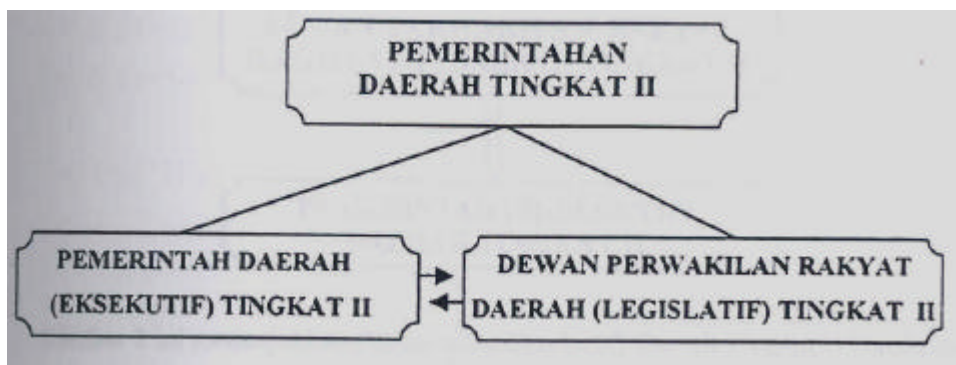 PEMERINTAHAN
DAERAH TINGKAT II
PEMERINTAH DAERAH
(EKSEKUTIF) TINGKAT II
DEWAN PERWAKILAN RAKYAT
DAERAH (LEGISLATIF) TINGKAT II